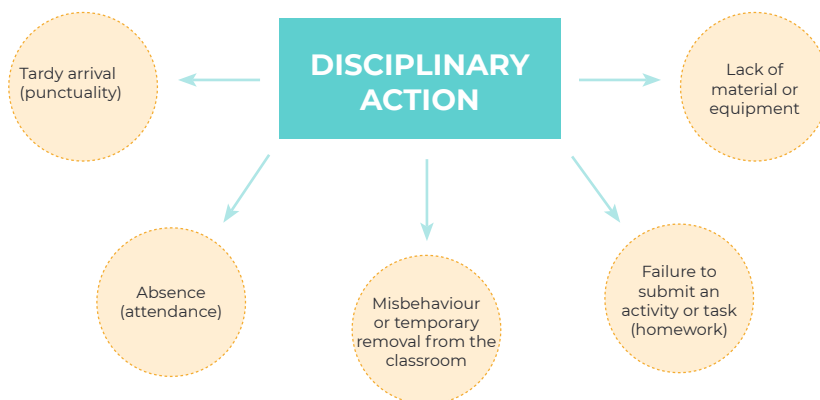 DISCIPLINARY
ACTION
Tardy arrival
(punctuality)
Lack of
material or
equipment
Absence
(attendance)
Misbehaviour
or temporary
removal from the
classroom
Failure to
submit an
activity or task
(homework)